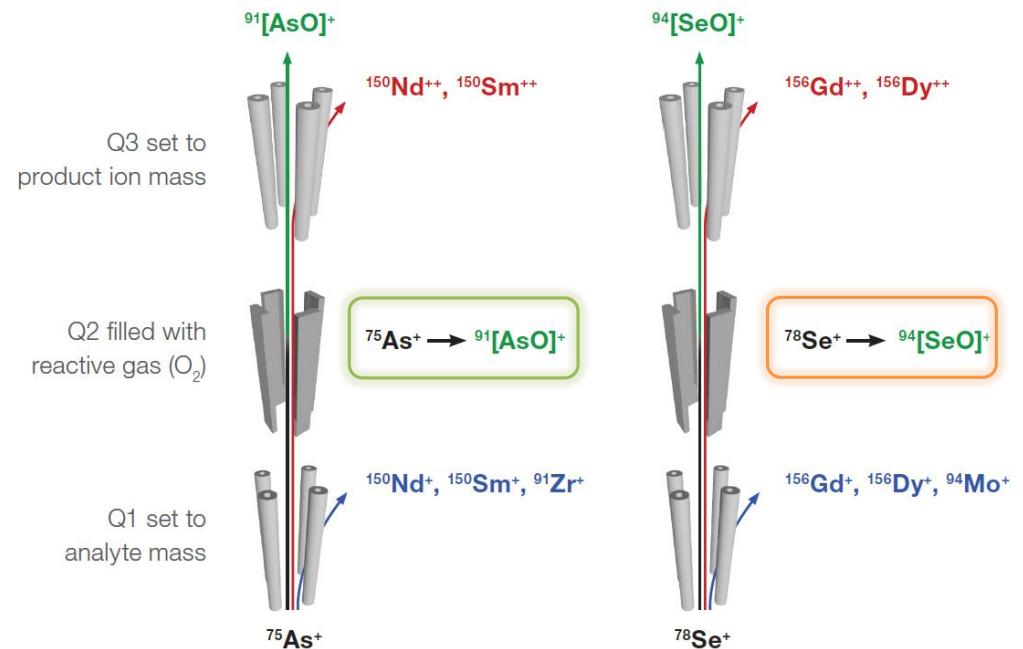 ⁹¹[AsO]⁺
⁹⁴[SeO]⁺
¹⁵⁰Nd⁺⁺, ¹⁵⁰Sm⁺⁺
¹⁵⁶Gd⁺⁺, ¹⁵⁶Dy⁺⁺
Q3 set to
product ion mass
Q2 filled with
reactive gas (O₂)
⁷⁵As⁺ → ⁹¹[AsO]⁺
⁷⁸Se⁺ → ⁹⁴[SeO]⁺
¹⁵⁰Nd⁺, ¹⁵⁰Sm⁺, ⁹¹Zr⁺
¹⁵⁶Gd⁺, ¹⁵⁶Dy⁺, ⁹⁴Mo⁺
Q1 set to
analyte mass
⁷⁵As⁺
⁷⁸Se⁺